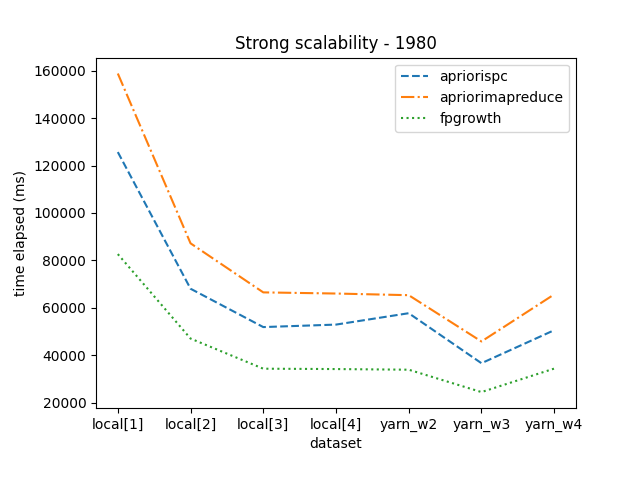 Strong scalability - 1980
apriorispc
apriorimapreduce
fpgrowth
time elapsed (ms)
160000
140000
120000
100000
80000
60000
40000
20000
local[1] local[2] local[3] local[4] yarn_w2 yarn_w3 yarn_w4
dataset